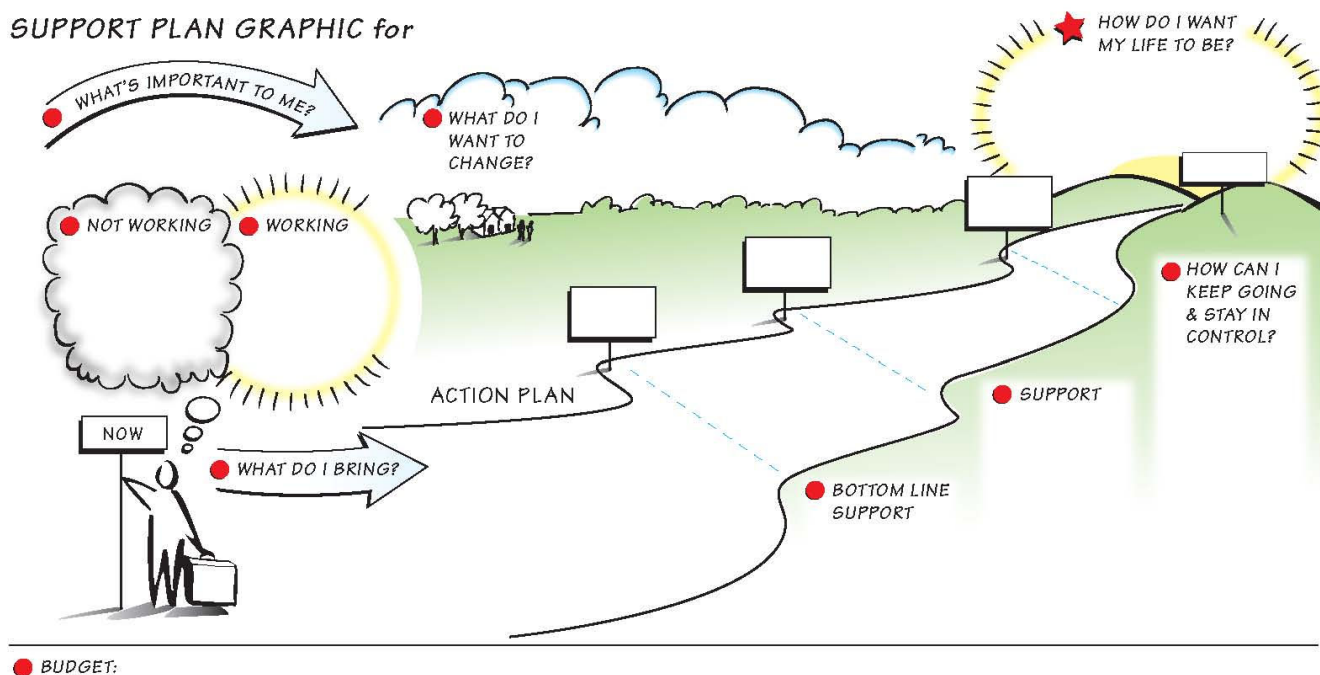 SUPPORT PLAN GRAPHIC for
HOW DO I WANT
MY LIFE TO BE?
WHAT'S IMPORTANT TO ME?
WHAT DO I
WANT TO
CHANGE?
NOT WORKING
WORKING
HOW CAN I
KEEP GOING
& STAY IN
CONTROL?
ACTION PLAN
SUPPORT
NOW
WHAT DO I BRING?
BOTTOM LINE
SUPPORT
BUDGET: